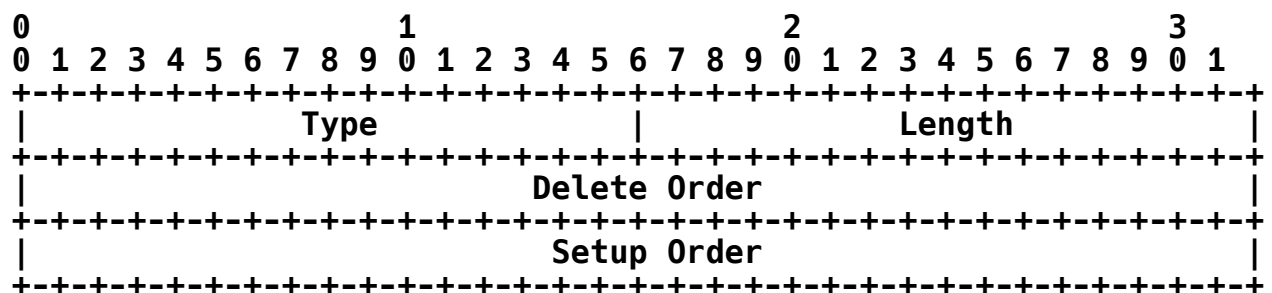 0                   1                   2                   3
0 1 2 3 4 5 6 7 8 9 0 1 2 3 4 5 6 7 8 9 0 1 2 3 4 5 6 7 8 9 0 1
+-+-+-+-+-+-+-+-+-+-+-+-+-+-+-+-+-+-+-+-+-+-+-+-+-+-+-+-+-+-+-+-+
|              Type             |             Length            |
+-+-+-+-+-+-+-+-+-+-+-+-+-+-+-+-+-+-+-+-+-+-+-+-+-+-+-+-+-+-+-+-+
|                          Delete Order                         |
+-+-+-+-+-+-+-+-+-+-+-+-+-+-+-+-+-+-+-+-+-+-+-+-+-+-+-+-+-+-+-+-+
|                           Setup Order                         |
+-+-+-+-+-+-+-+-+-+-+-+-+-+-+-+-+-+-+-+-+-+-+-+-+-+-+-+-+-+-+-+-+